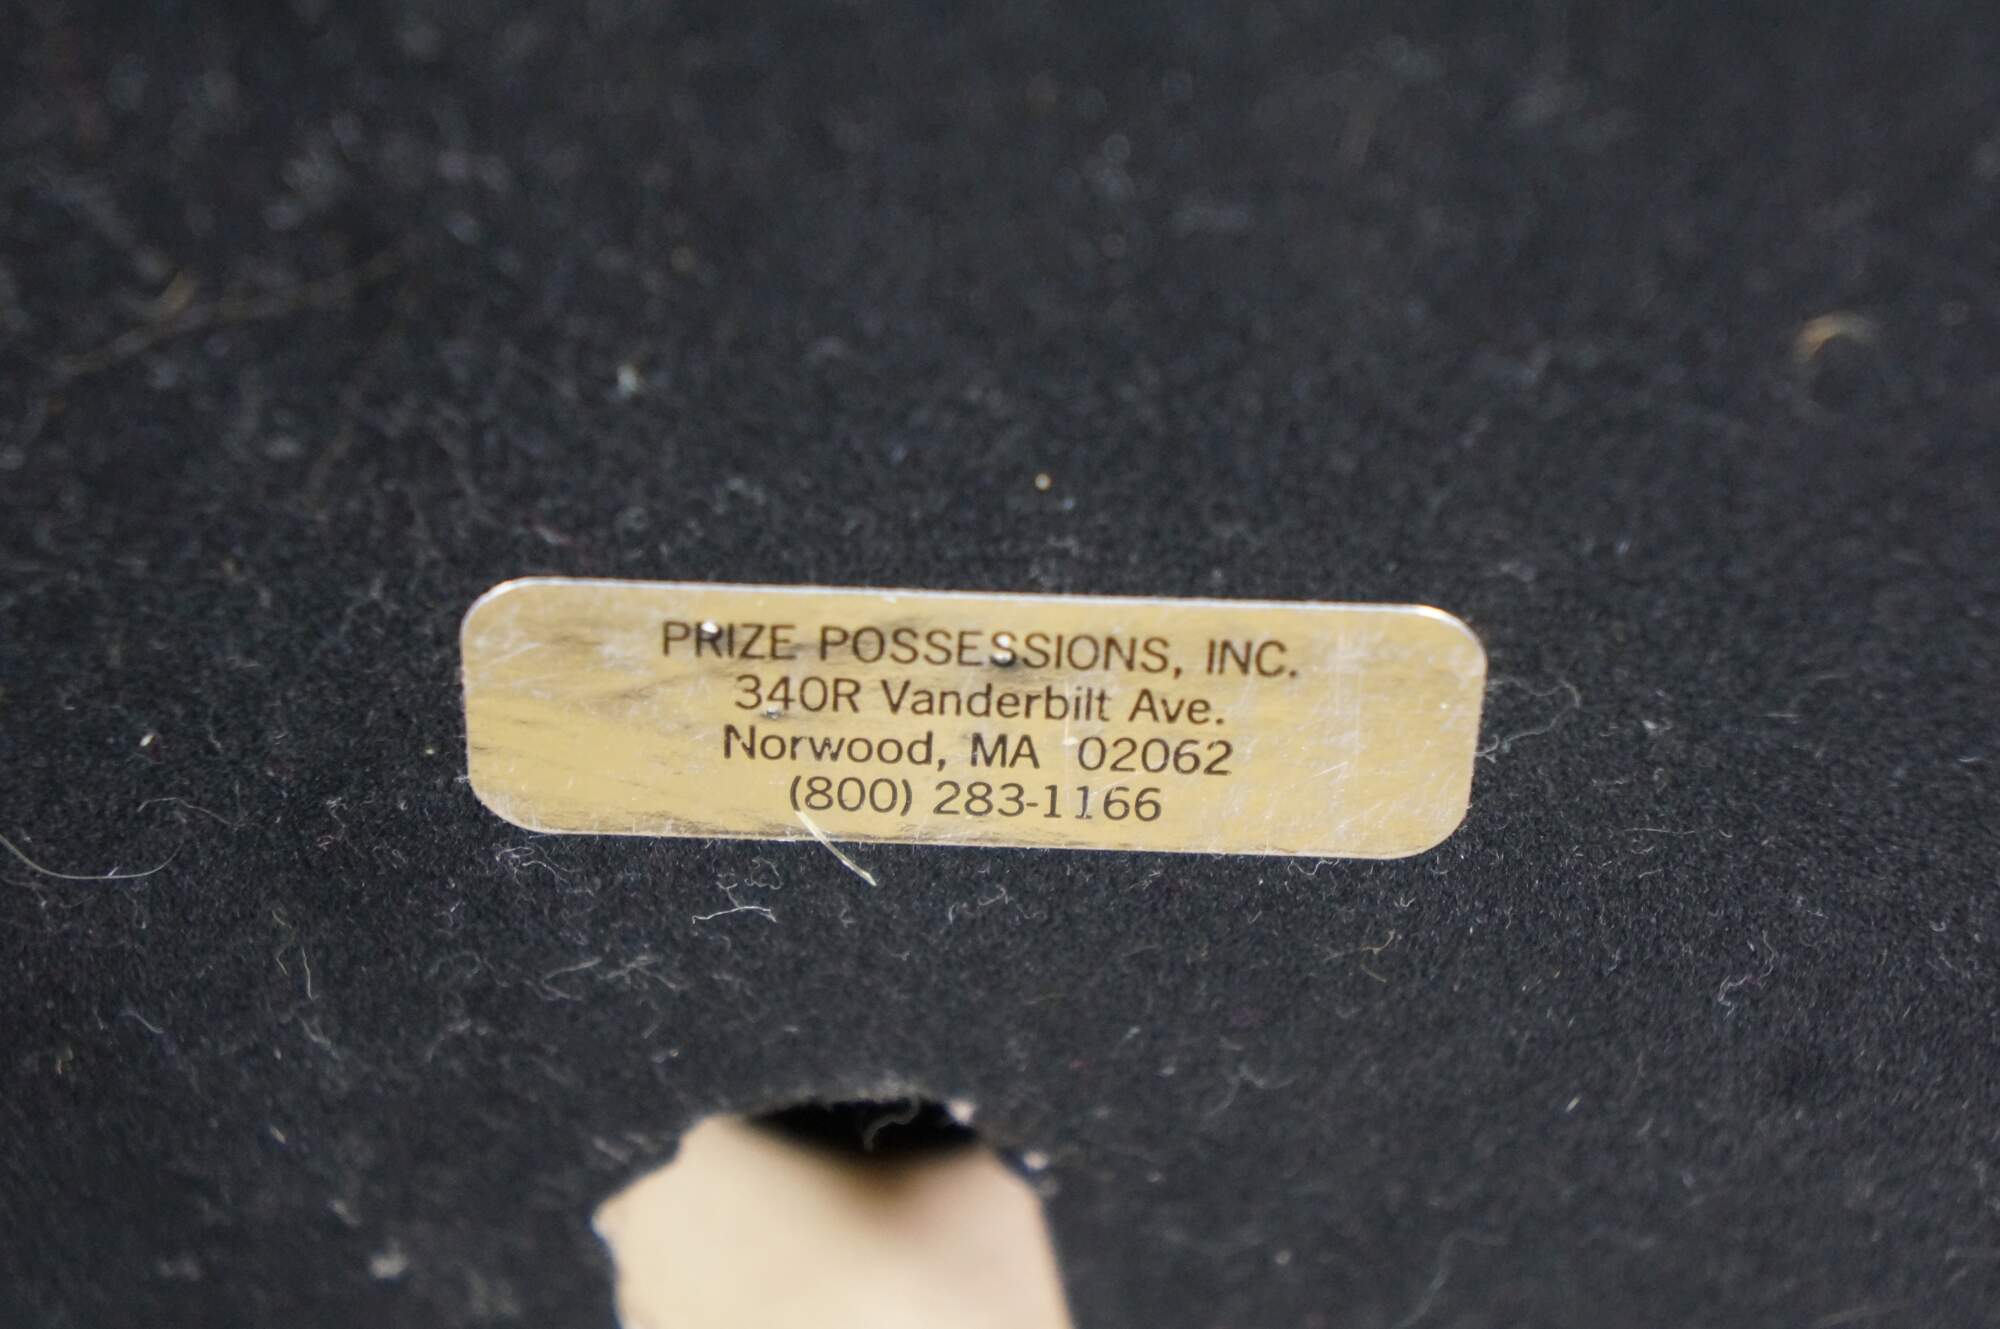 PRIZE POSSESSIONS, INC.
340R Vanderbilt Ave.
Norwood, MA 02062
(800) 283-1166